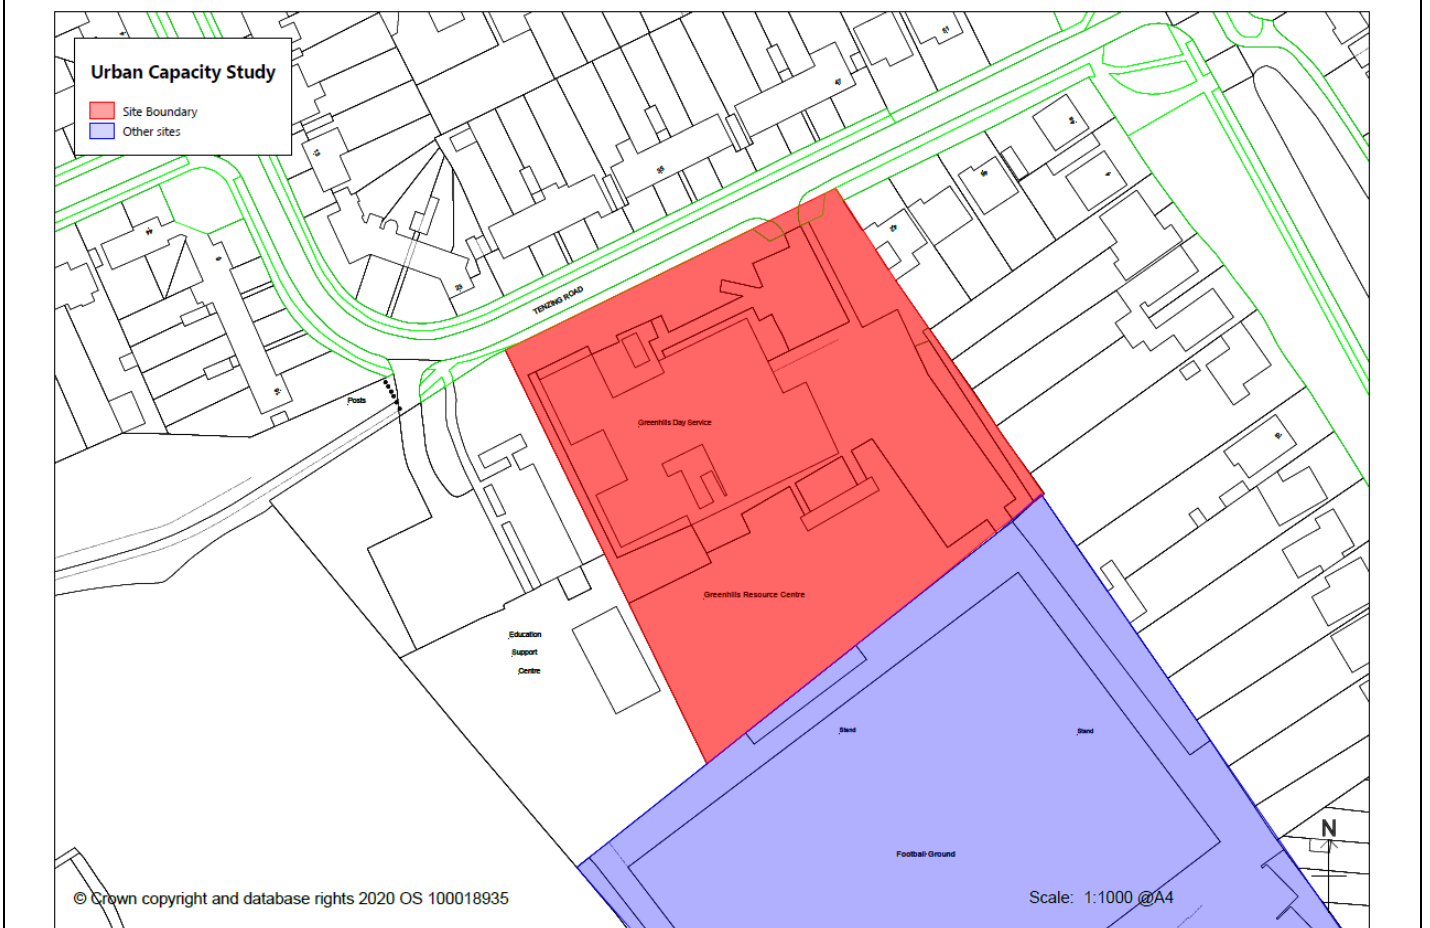 Urban Capacity Study
Site Boundary
Other sites
TENZING ROAD
Posts
Greenhills Day Service
Greenhills Resource Centre
Education
Support
Centre
Stand
Stand
Football Ground
N
© Crown copyright and database rights 2020 OS 100018935
Scale: 1:1000 @A4